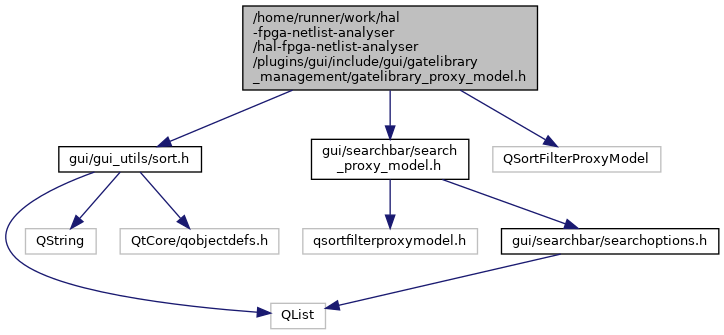 /home/runner/work/hal
-fpga-netlist-analyser
/hal-fpga-netlist-analyser
/plugins/gui/include/gui/gatelibrary
_management/gatelibrary_proxy_model.h
gui/gui_utils/sort.h
gui/searchbar/search
_proxy_model.h
QSortFilterProxyModel
QString
QtCore/qobjectdefs.h
qsortfilterproxymodel.h
gui/searchbar/searchoptions.h
QList